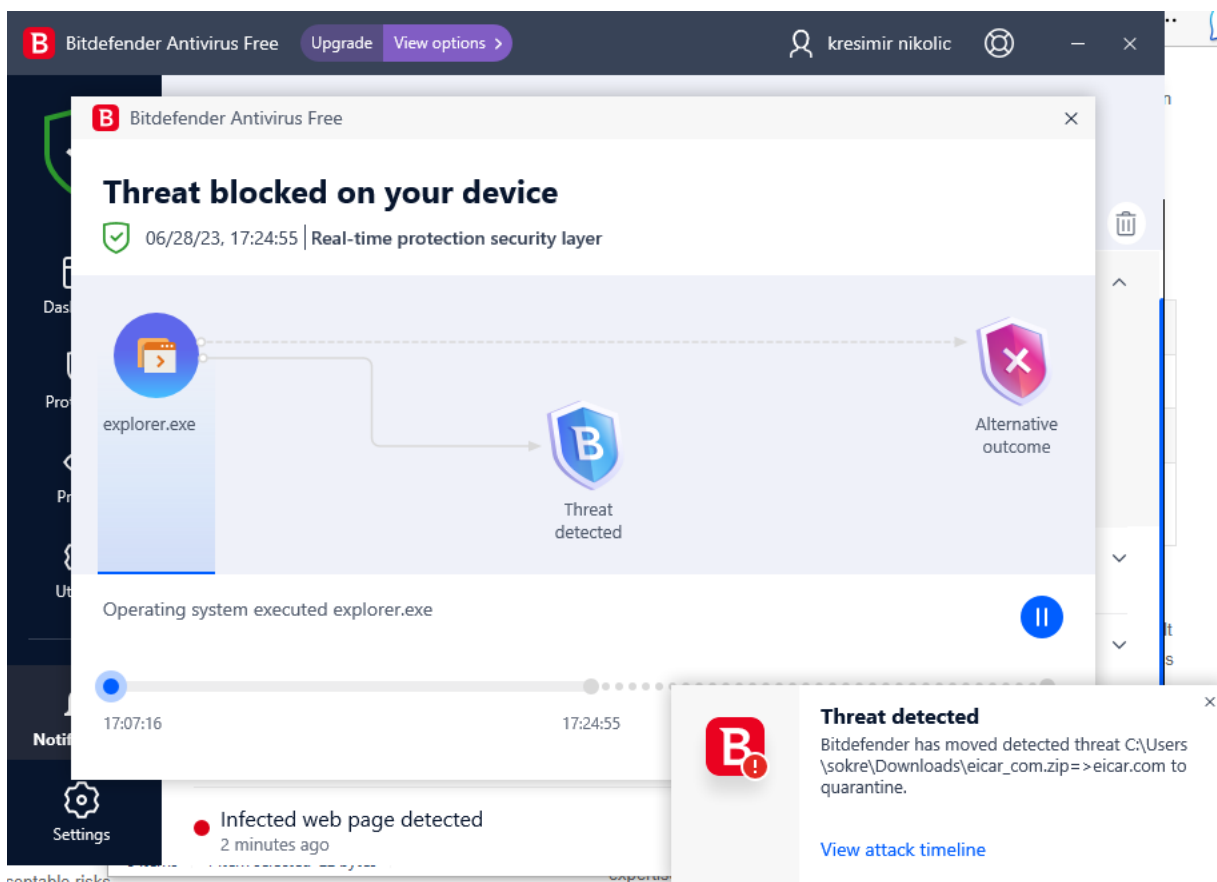 Bitdefender Antivirus Free Upgrade View options > kresimir nikolic
Bitdefender Antivirus Free
Threat blocked on your device
06/28/23, 17:24:55 | Real-time protection security layer
explorer.exe
Threat
detected
Alternative
outcome
Operating system executed explorer.exe
17:07:16 17:24:55
Threat detected
Bitdefender has moved detected threat C:\Users
\sokre\Downloads\eicar_com.zip=>eicar.com to
quarantine.
View attack timeline
Infected web page detected
2 minutes ago
Settings